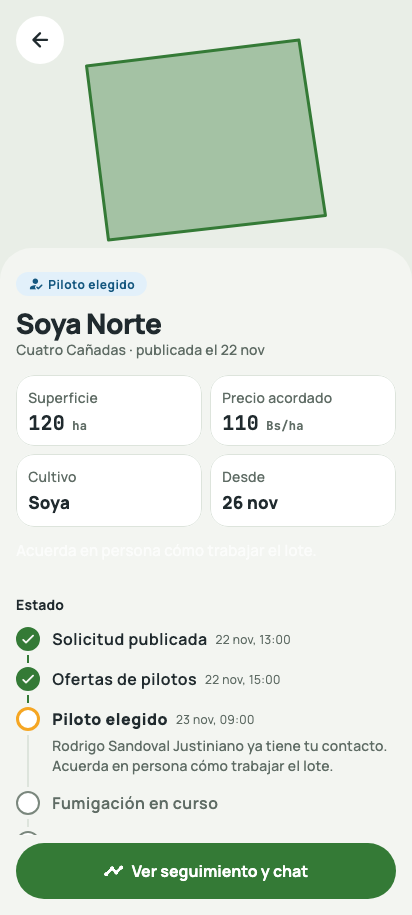 Piloto elegido
Soya Norte
Cuatro Cañadas · publicada el 22 nov
Superficie
120 ha
Precio acordado
110 Bs/ha
Cultivo
Soya
Desde
26 nov
Acuerda en persona cómo trabajar el lote
Estado
Solicitud publicada 22 nov, 13:00
Ofertas de pilotos 22 nov, 15:00
Piloto elegido 23 nov, 09:00
Rodrigo Sandoval Justiniano ya tiene tu contacto.
Acuerda en persona cómo trabajar el lote.
Fumigación en curso
Ver seguimiento y chat